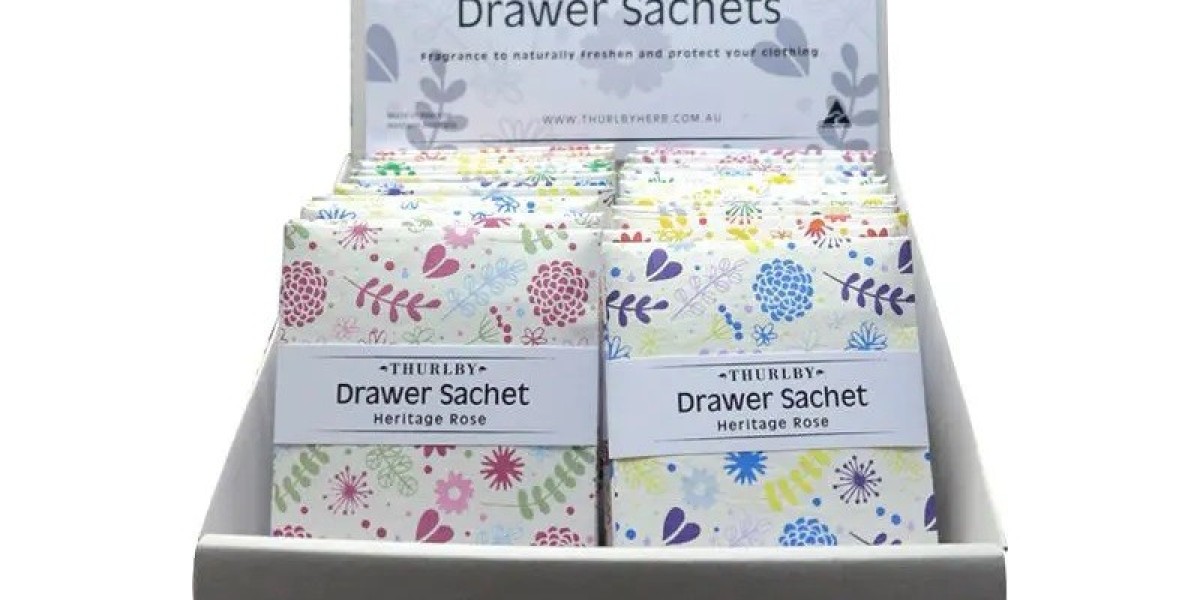 Drawer Sachets
Fragrance to naturally freshen and protect your clothing
WWW.THURLBYHERB.COM.AU
THURLBY
Drawer Sachet
Heritage Rose
THURLBY
Drawer Sachet
Heritage Rose